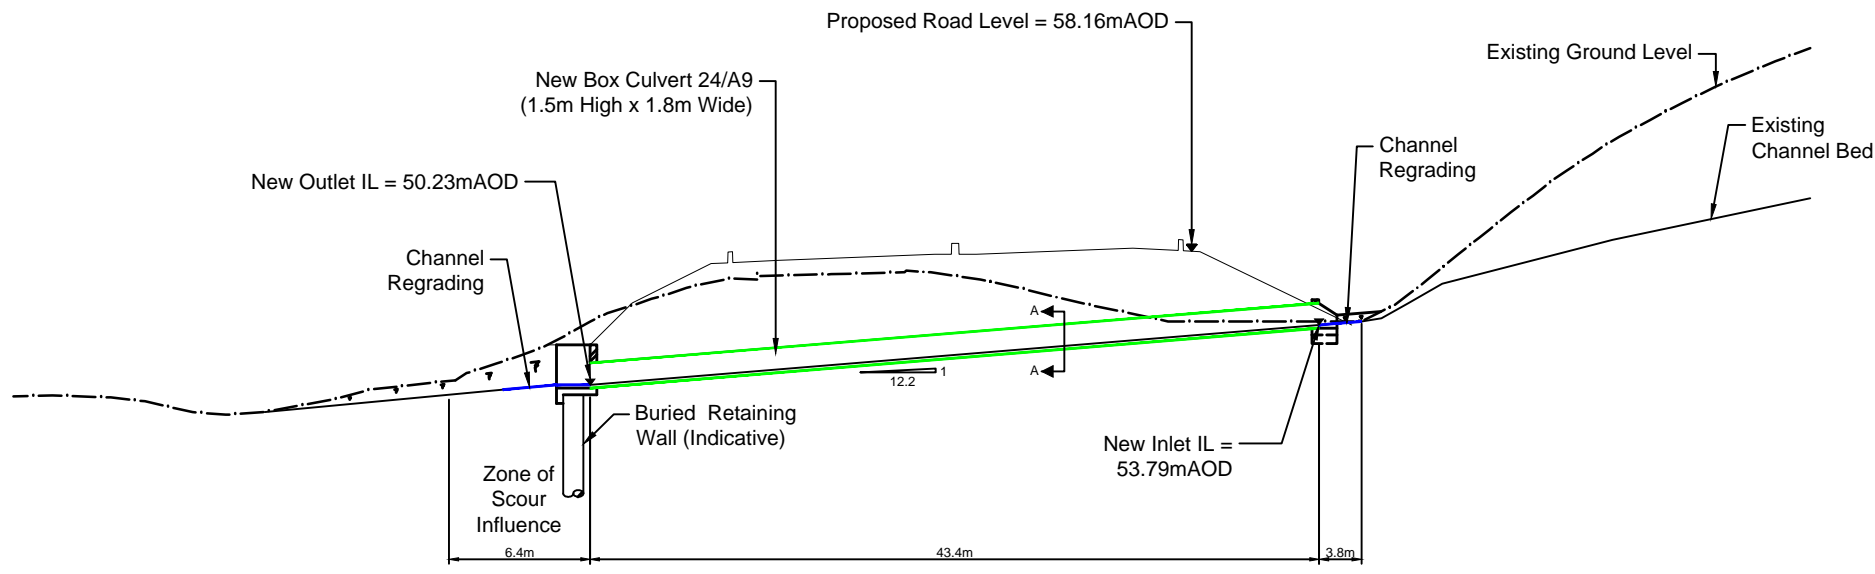 Proposed Road Level = 58.16mAOD
Existing Ground Level
New Box Culvert 24/A9
(1.5m High x 1.8m Wide)
Existing
Channel Bed
Channel
Regrading
New Outlet IL = 50.23mAOD
Channel
Regrading
A
A
1
12.2
Buried Retaining
Wall (Indicative)
New Inlet IL =
53.79mAOD
Zone of
Scour
Influence
6.4m
43.4m
3.8m